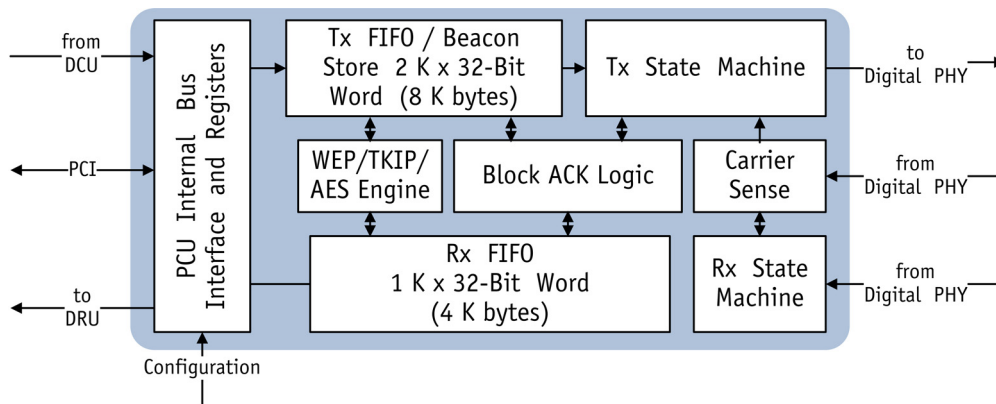 from
DCU
PCI
to
DRU
Configuration
PCU Internal Bus
Interface and Registers
Tx FIFO / Beacon
Store 2 K x 32-Bit
Word (8 K bytes)
Tx State Machine
WEP/TKIP/
AES Engine
Block ACK Logic
Carrier
Sense
Rx FIFO
1 K x 32-Bit Word
(4 K bytes)
Rx State
Machine
to
Digital PHY
from
Digital PHY
from
Digital PHY